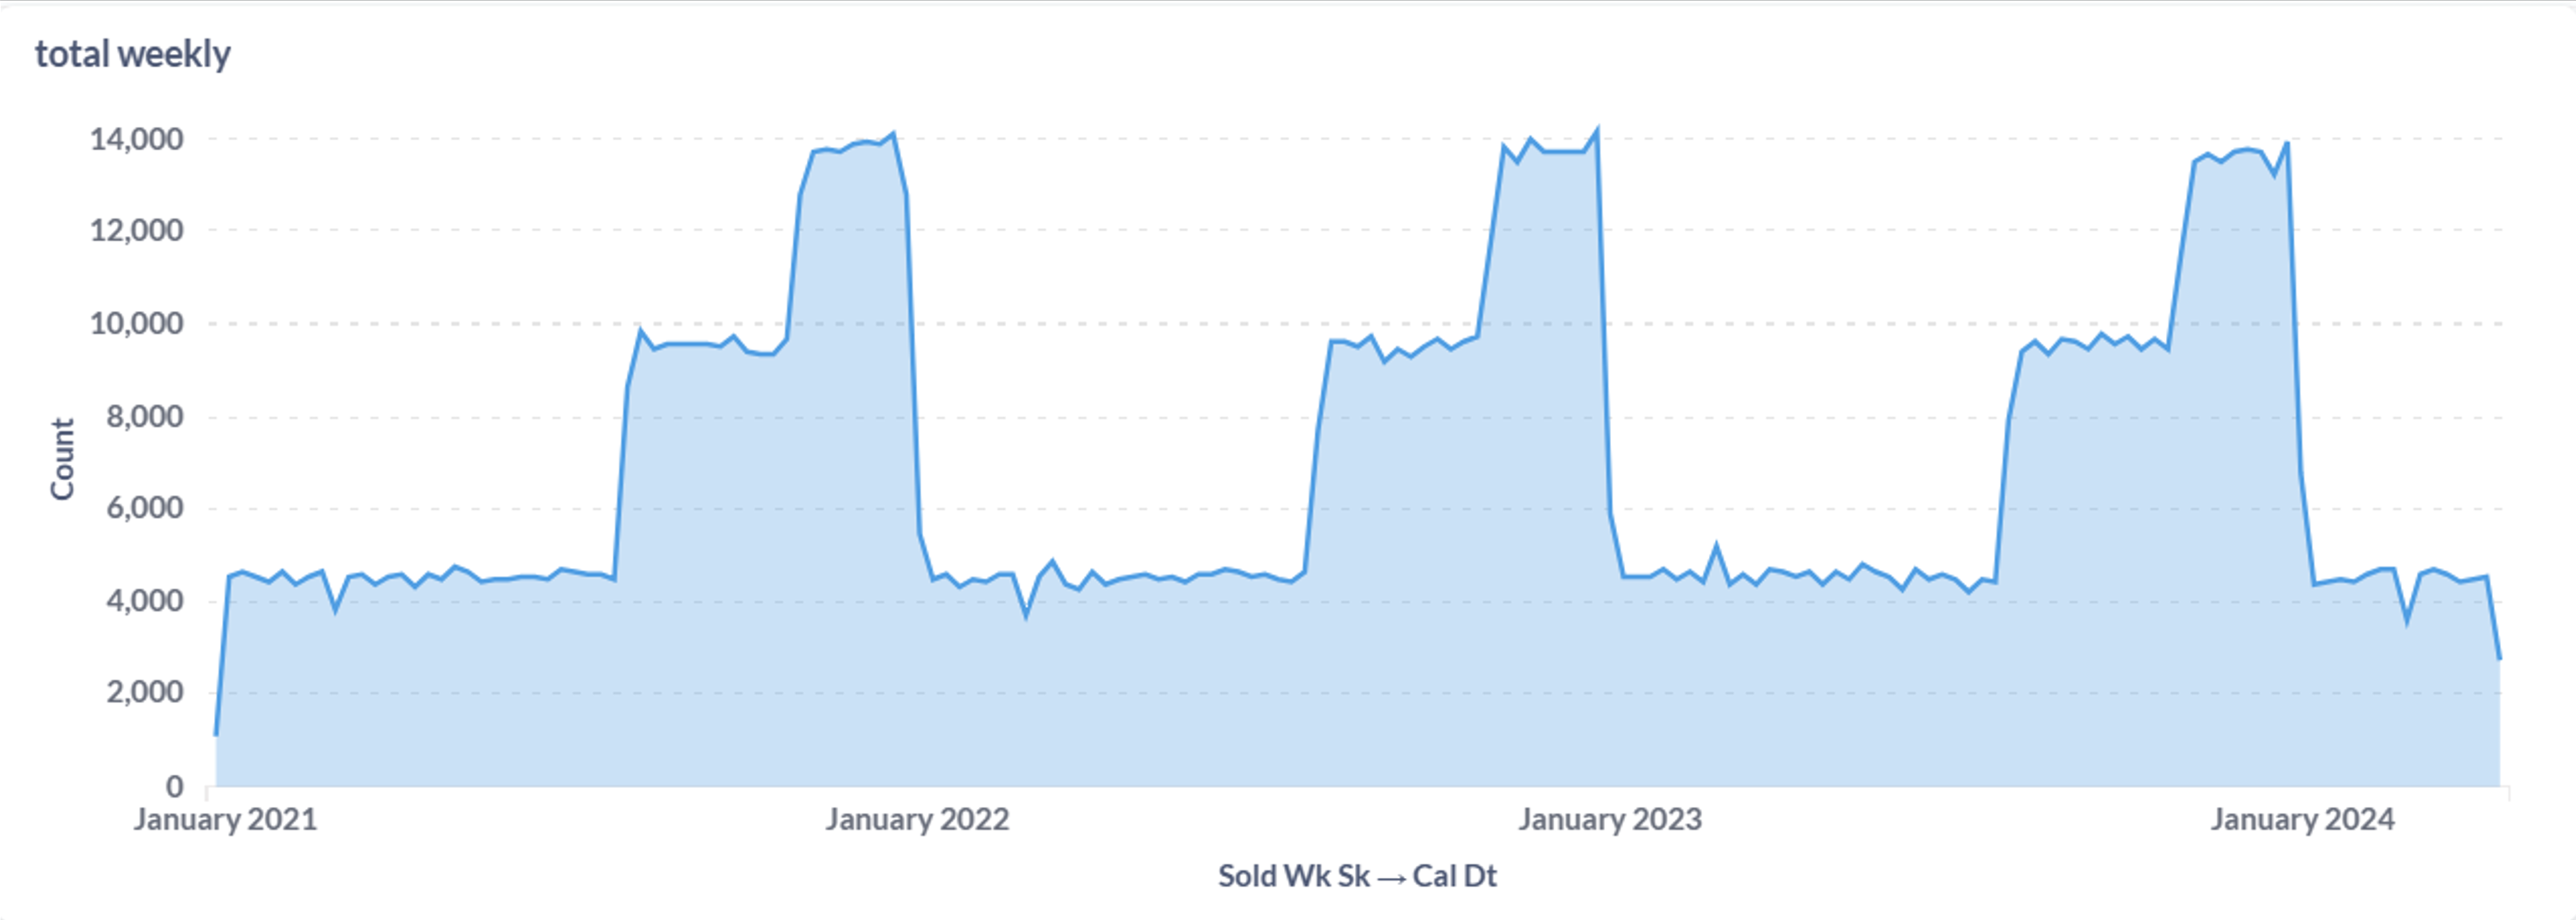 total weekly
14,000
12,000
10,000
8,000
6,000
4,000
2,000
0
Count
January 2021 January 2022 January 2023 January 2024
Sold Wk Sk → Cal Dt